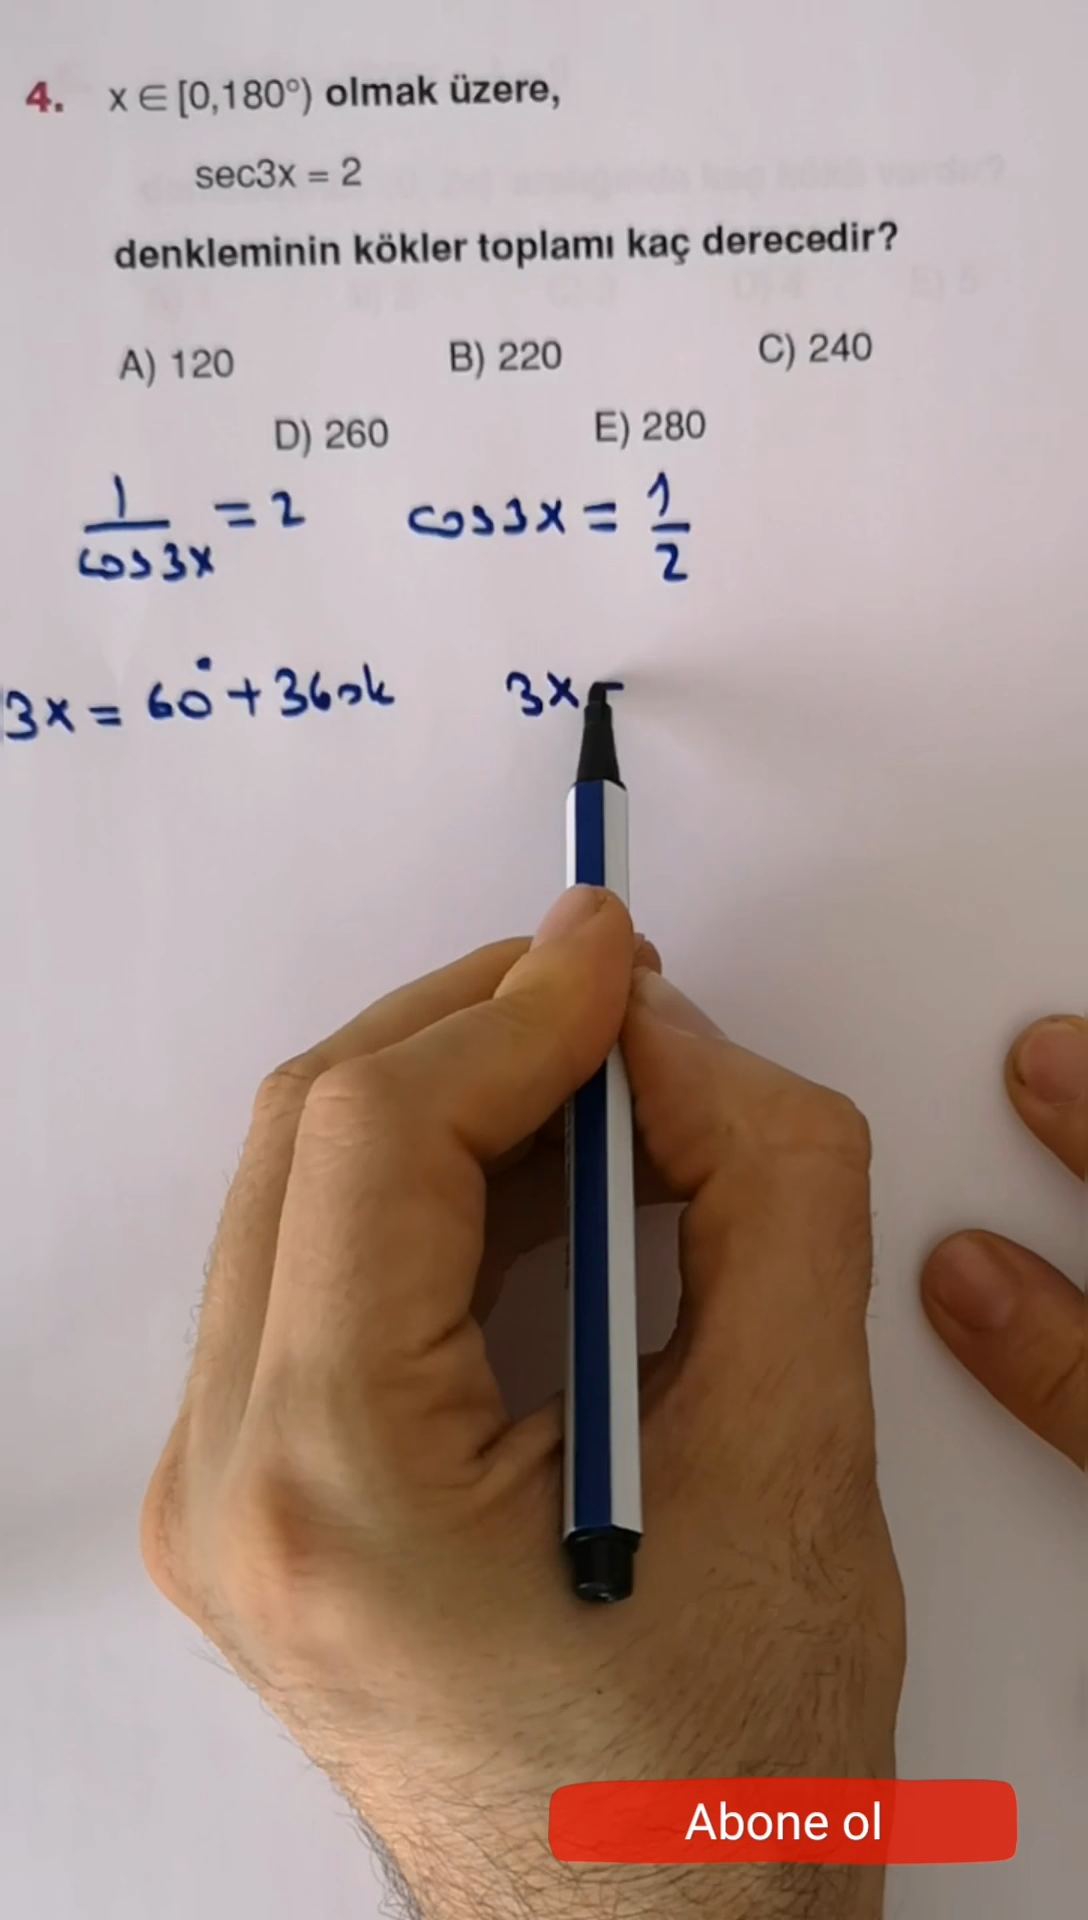 4. x ∈ [0,180°) olmak üzere,
sec3x = 2
denkleminin kökler toplamı kaç derecedir?
A) 120 B) 220 C) 240
D) 260 E) 280
1/cos3x = 2 cos3x = 1/2
3x = 60° + 360k 3x
Abone ol